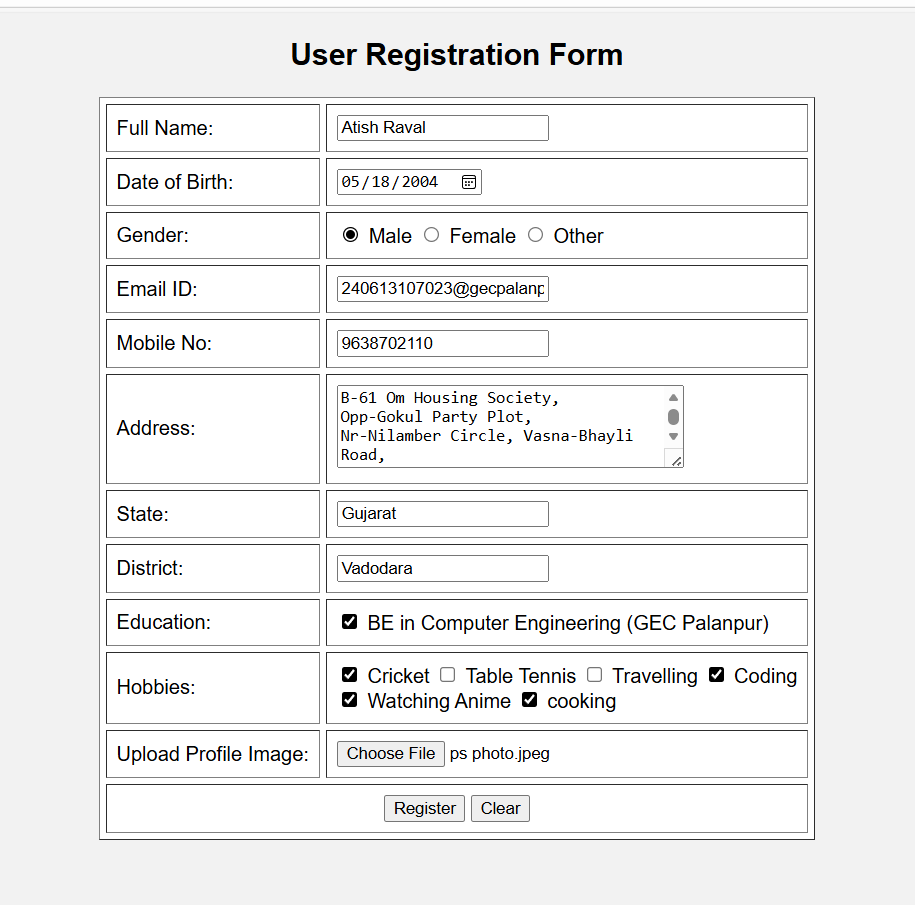 User Registration Form
Full Name: Atish Raval
Date of Birth: 05/18/2004
Gender: Male Female Other
Email ID: 240613107023@gecpalanp
Mobile No: 9638702110
Address:
B-61 Om Housing Society,
Opp-Gokul Party Plot,
Nr-Nilamber Circle, Vasna-Bhayli
Road,
State: Gujarat
District: Vadodara
Education: BE in Computer Engineering (GEC Palanpur)
Hobbies:
Cricket Table Tennis Travelling Coding
Watching Anime cooking
Upload Profile Image: Choose File ps photo.jpeg
Register Clear